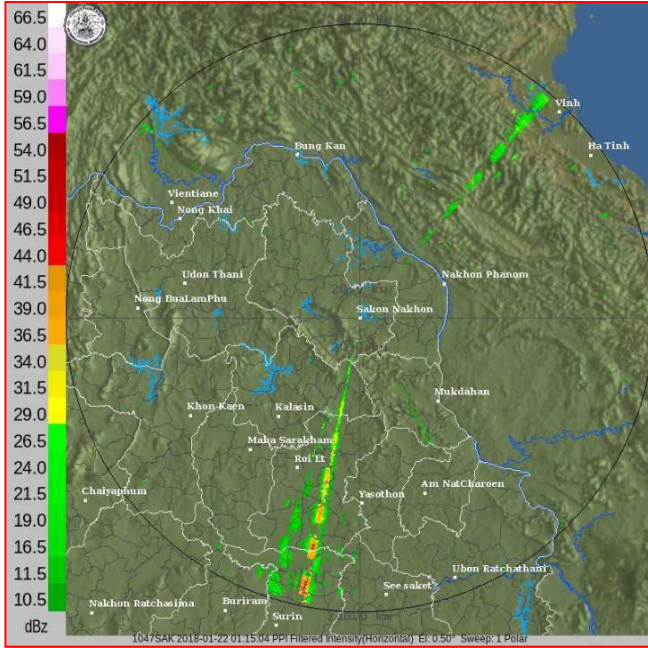 66.5
64.0
61.5
59.0
56.5
54.0
51.5
49.0
46.5
44.0
41.5
39.0
36.5
34.0
31.5
29.0
26.5
24.0
21.5
19.0
16.5
11.5
10.5
dBz
Vinh
Ha Tinh
Bung Kan
Vientiane
Nong Khai
Udon Thani
Nakhon Phanom
Nong BuaLamPhu
Sakon Nakhon
Mukdahan
Khon Kaen
Kalasin
Maha Sarakham
Roi Et
Chaiyaphum
Yasothon
Am NatCharoen
Ubon Ratchathani
See saket
Nakhon Ratchasima
Buriram
Surin
1047SAK 2018-01-22 01:15:04 PPI Filtered Intensity(Horizontal) El: 0.50° Sweep: 1 Polar